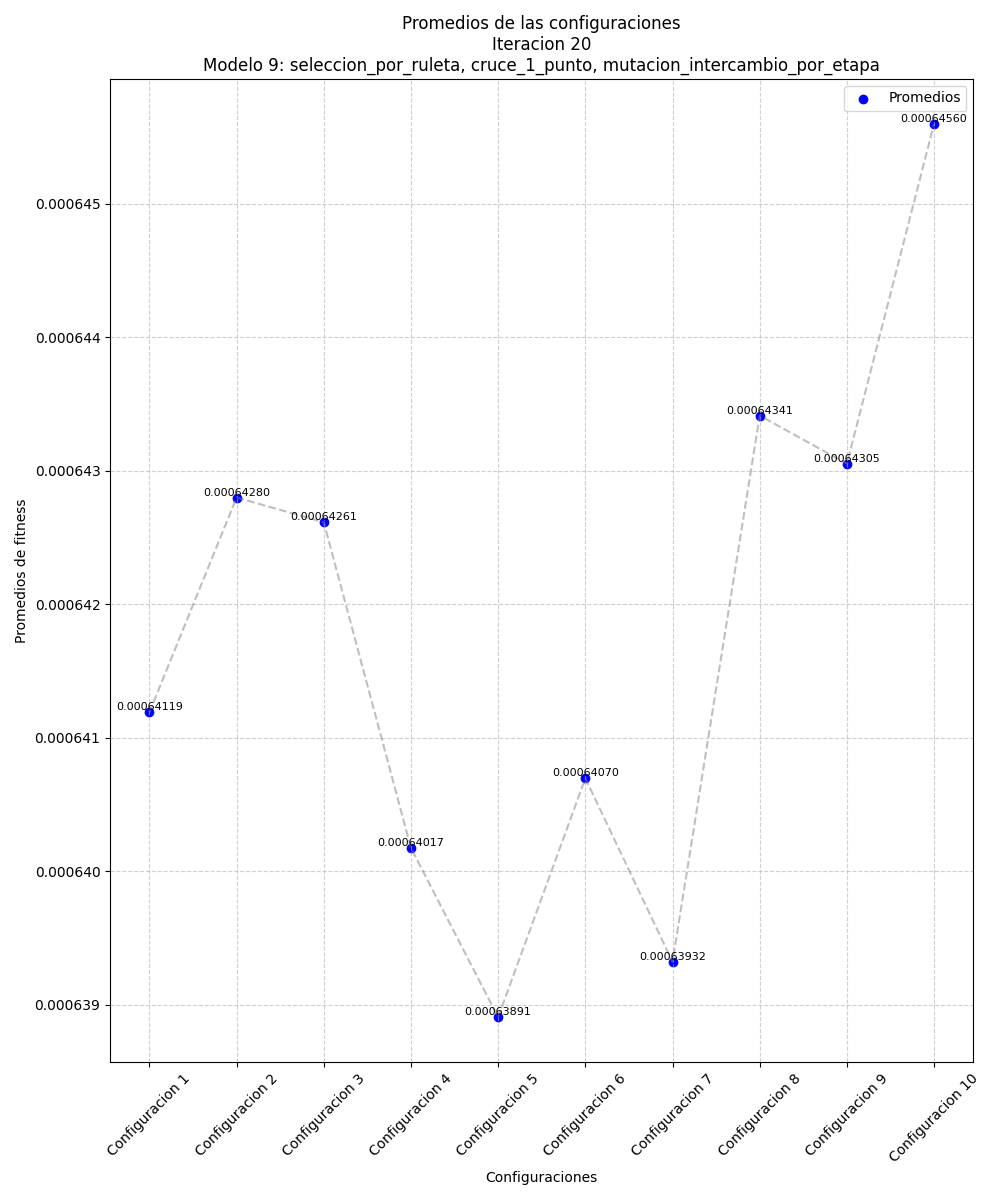 Promedios de las configuraciones
Iteracion 20
Modelo 9: seleccion_por_ruleta, cruce_1_punto, mutacion_intercambio_por_etapa
Promedios
0.00064560
0.000645
0.000644
0.00064341
0.00064305
0.000643
0.00064280
0.00064261
0.000642
0.00064119
0.000641
0.00064070
0.00064017
0.000640
0.00063932
0.000639
0.00063891
Promedios de fitness
Configuracion 1
Configuracion 2
Configuracion 3
Configuracion 4
Configuracion 5
Configuracion 6
Configuracion 7
Configuracion 8
Configuracion 9
Configuracion 10
Configuraciones